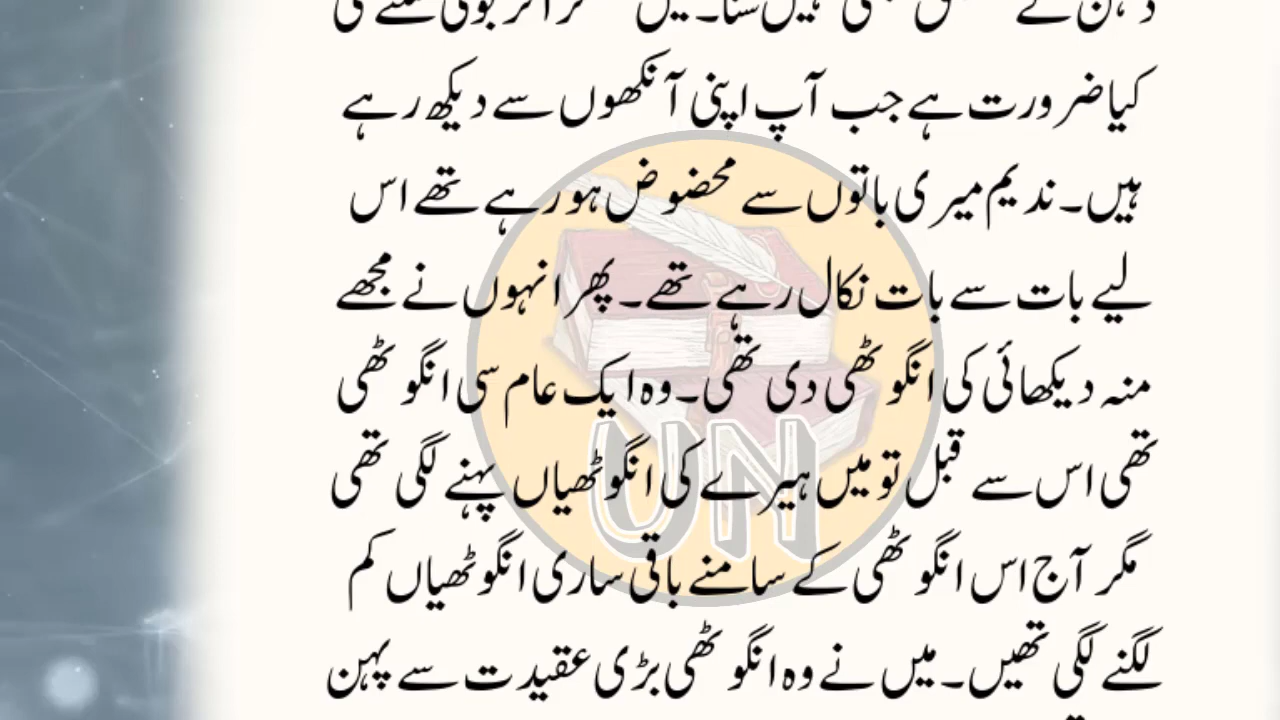 کیا ضرورت ہے جب آپ اپنی آنکھوں سے دیکھ رہے
ہیں۔ ندیم میری باتوں سے محضوض ہو رہے تھے اس
لیے بات سے بات نکال رہے تھے۔ پھر انہوں نے مجھے
منہ دیکھائی کی انگوٹھی دی تھی۔ وہ ایک عام سی انگوٹھی
تھی اس سے قبل تو میں ہیرے کی انگوٹھیاں پہنے لگی تھی
مگر آج اس انگوٹھی کے سامنے باقی ساری انگوٹھیاں کم
لگنے لگی تھیں۔ میں نے وہ انگوٹھی بڑی عقیدت سے پہن
UN